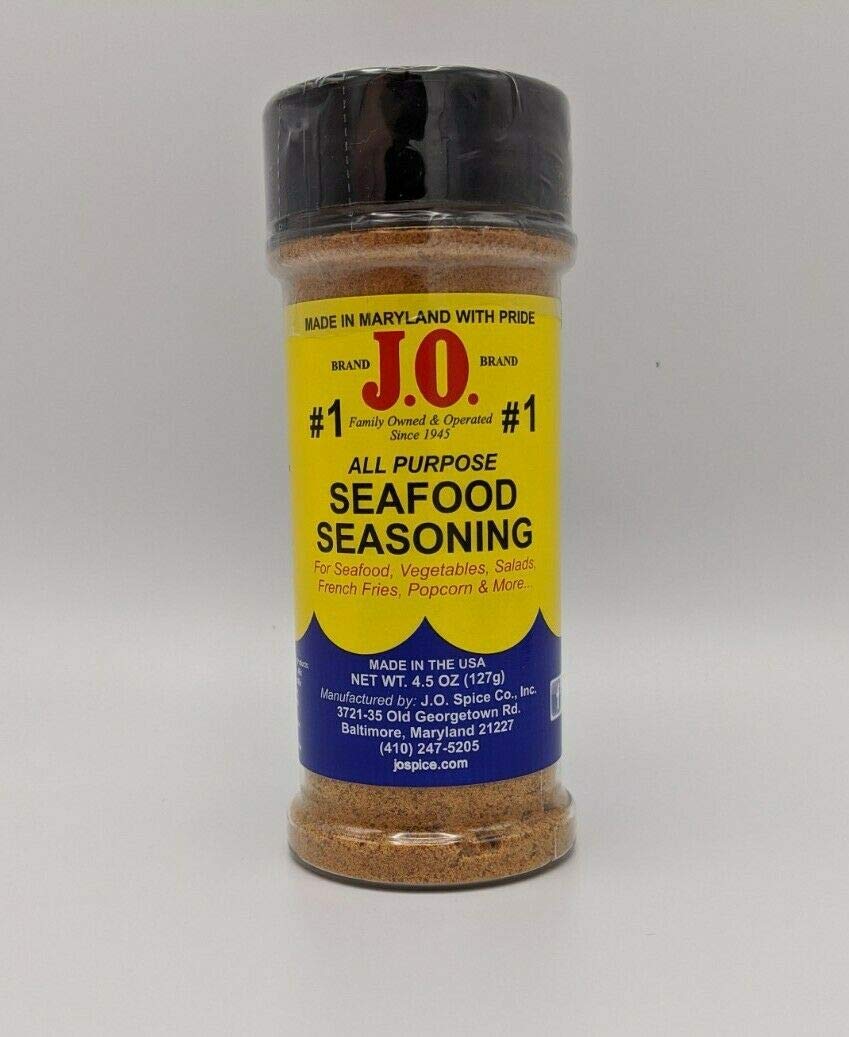 MADE IN MARYLAND WITH PRIDE
BRAND J.O. BRAND
#1 Family Owned & Operated #1
Since 1945
ALL PURPOSE
SEAFOOD
SEASONING
For Seafood, Vegetables, Salads,
French Fries, Popcorn & More...
MADE IN THE USA
NET WT. 4.5 OZ (127g)
Manufactured by: J.O. Spice Co., Inc.
3721-35 Old Georgetown Rd.
Baltimore, Maryland 21227
(410) 247-5205
jospice.com